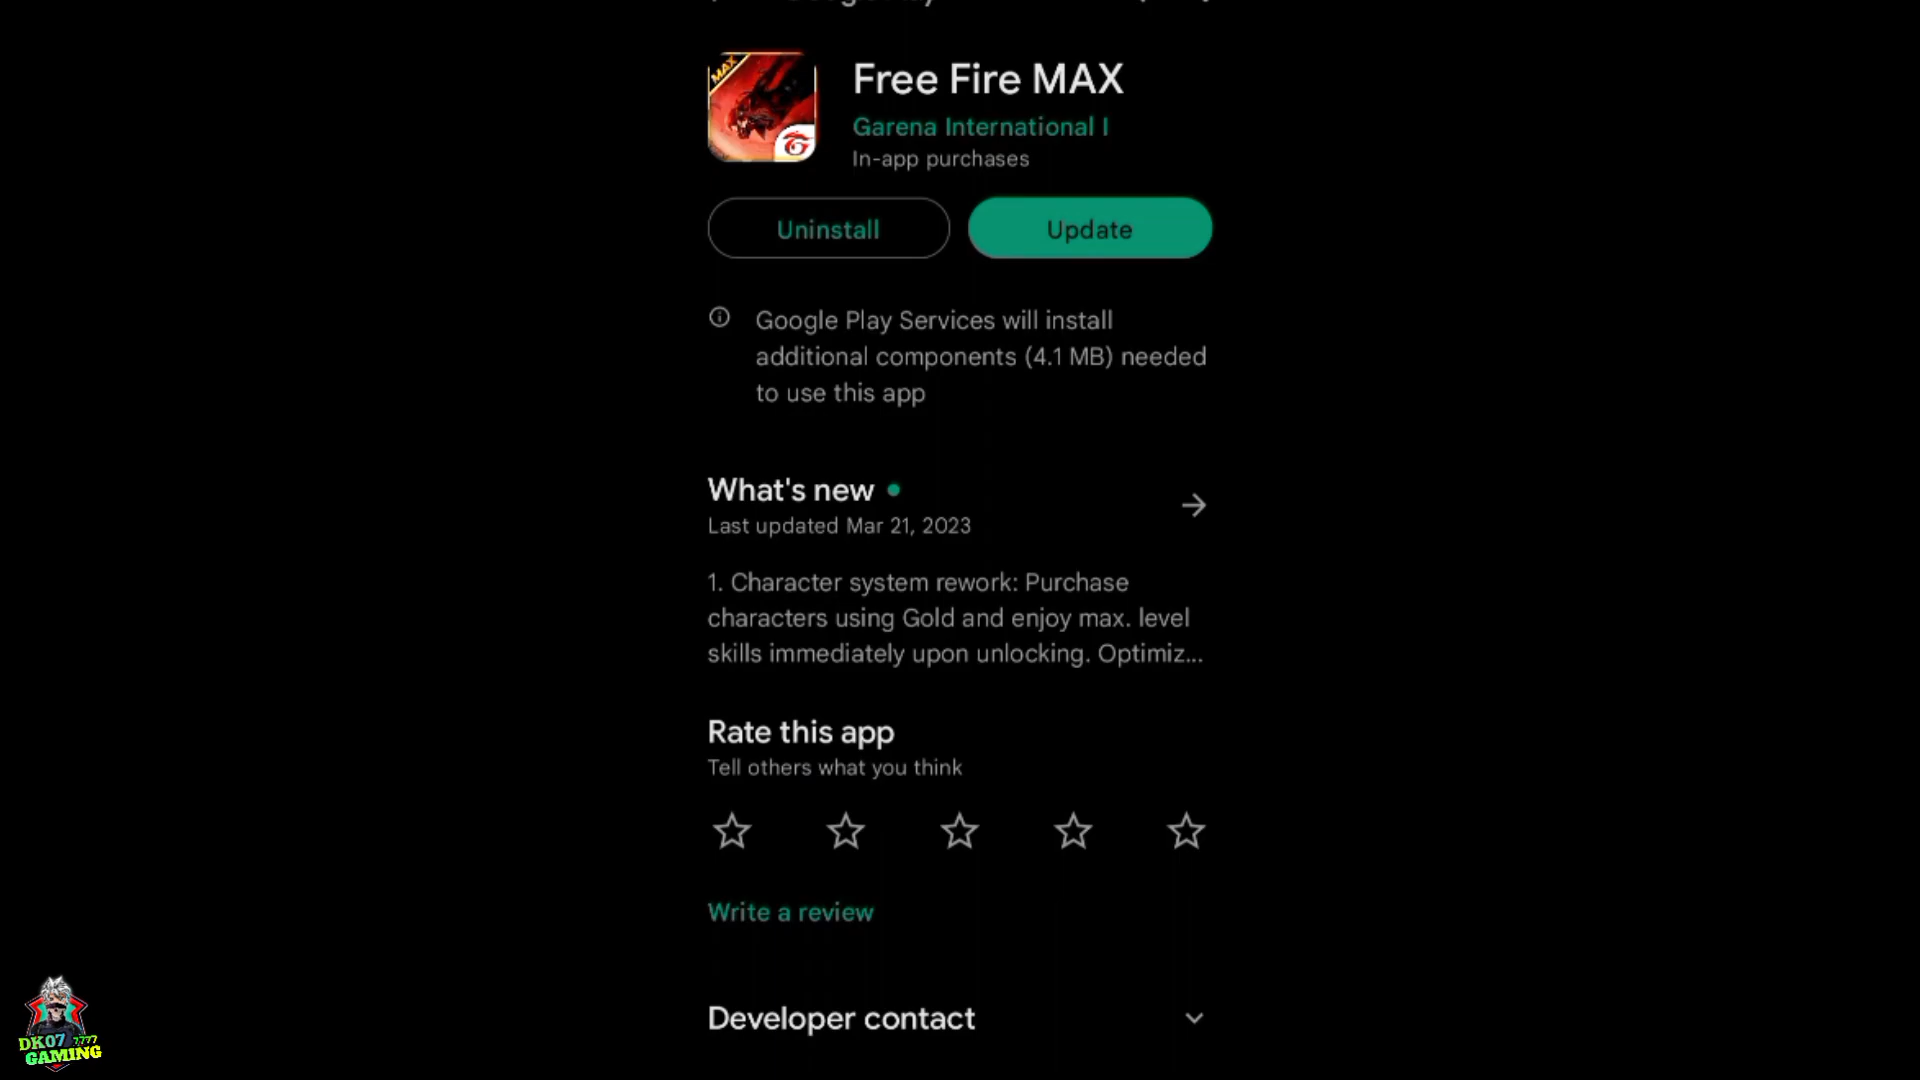 MAX
Free Fire MAX
Garena International I
In-app purchases
Uninstall
Update
Google Play Services will install
additional components (4.1 MB) needed
to use this app
What's new
Last updated Mar 21, 2023
1. Character system rework: Purchase
characters using Gold and enjoy max. level
skills immediately upon unlocking. Optimiz...
Rate this app
Tell others what you think
Write a review
Developer contact
DK07 7777
GAMING